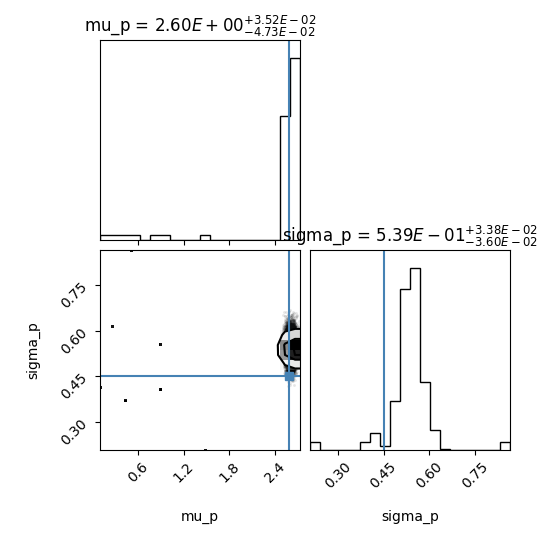 mu_p = 2.60E+00 +3.52E−02 −4.73E−02
sigma_p = 5.39E−01 +3.38E−02 −3.60E−02
sigma_p
0.75
0.60
0.45
0.30
0.6 1.2 1.8 2.4
0.30 0.45 0.60 0.75
mu_p
sigma_p